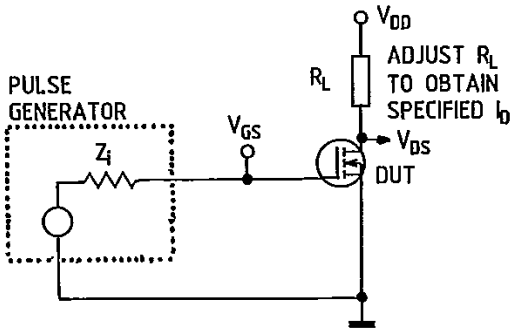 V_DD
R_L
ADJUST R_L
TO OBTAIN
SPECIFIED I_D
PULSE
GENERATOR
Z_i
V_GS
V_DS
DUT